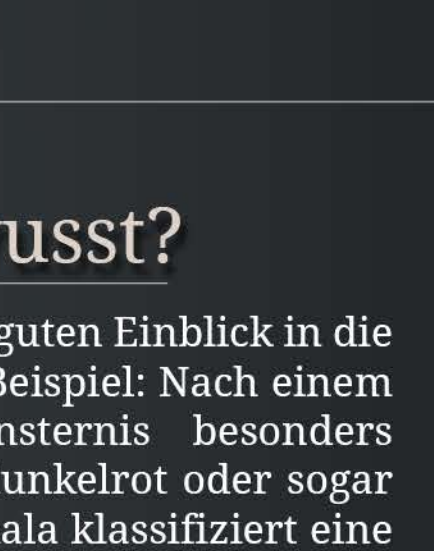 usst?
guten Einblick in die
Beispiel: Nach einem
nsternis besonders
unkelrot oder sogar
ala klassifiziert eine